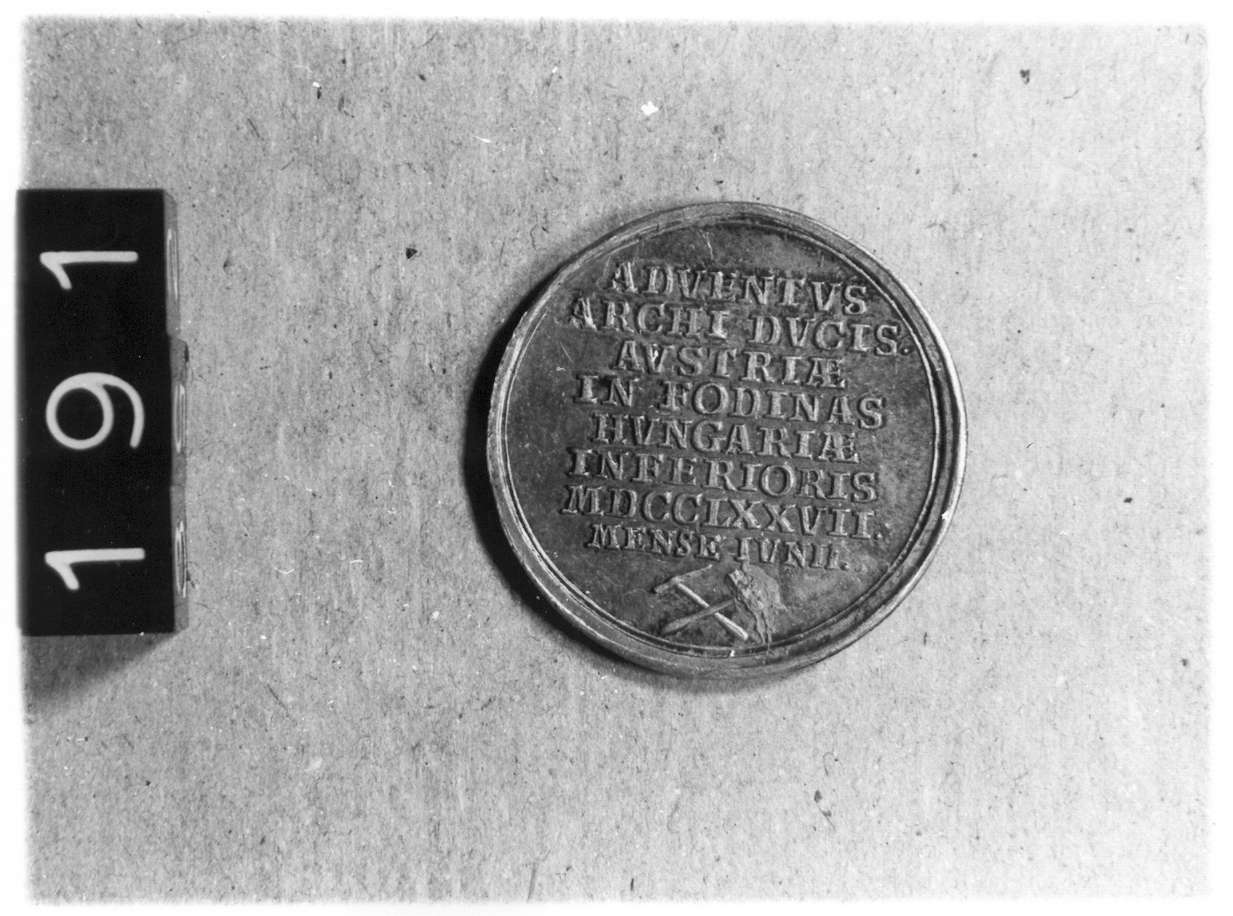 191
ADVENTVS
ARCHI DVCIS.
AVSTRIÆ
IN FODINAS
HVNGARIÆ
INFERIORIS
MDCCLXXVII.
MENSE IVNII.